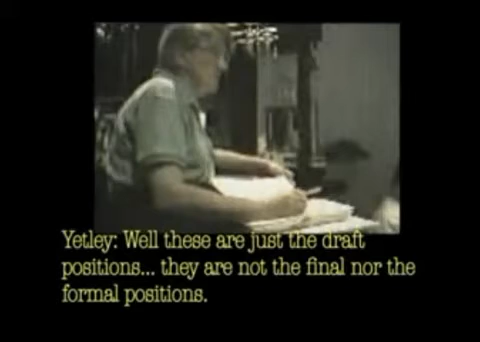 Yetley: Well these are just the draft
positions... they are not the final nor the
formal positions.